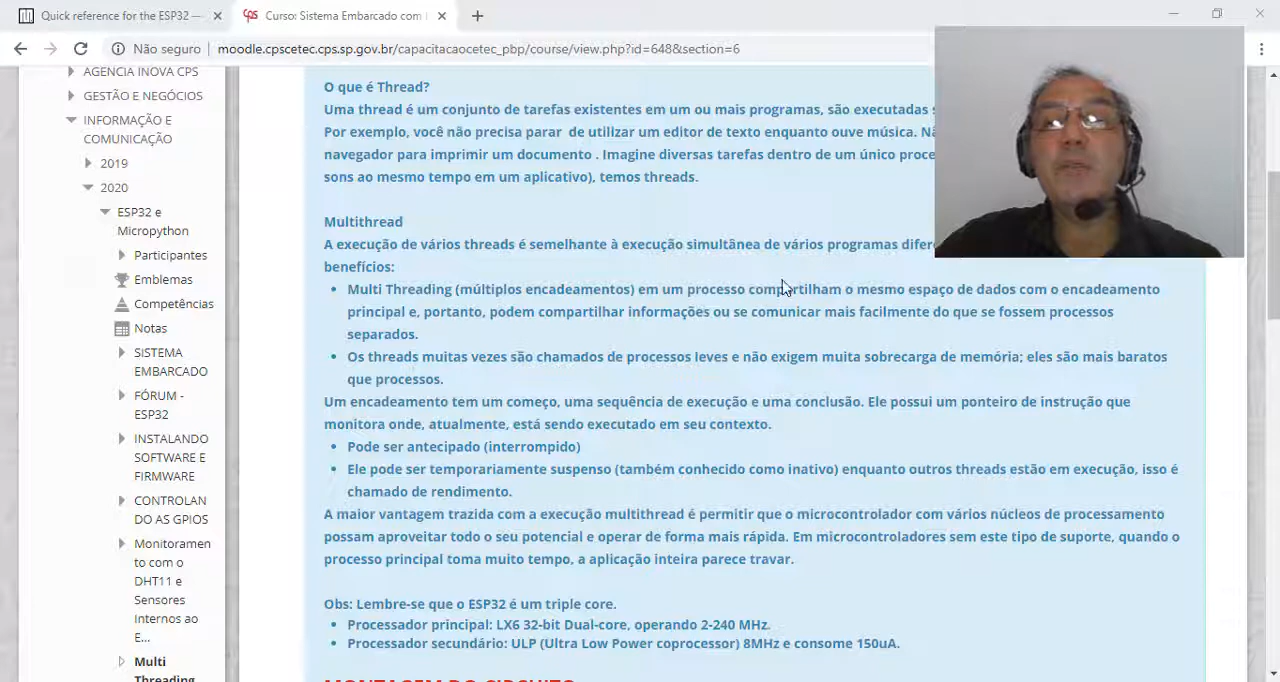 Quick reference for the ESP32 —
Curso: Sistema Embarcado com
Não seguro
moodle.cpscetec.cps.sp.gov.br/capacitacaocetec_pbp/course/view.php?id=648&section=6
AGENCIA INOVA CPS
GESTÃO E NEGÓCIOS
INFORMAÇÃO E
COMUNICAÇÃO
2019
2020
ESP32 e
Micropython
Participantes
Emblemas
Competências
Notas
SISTEMA
EMBARCADO
FÓRUM -
ESP32
INSTALANDO
SOFTWARE E
FIRMWARE
CONTROLAN
DO AS GPIOS
Monitoramen
to com o
DHT11 e
Sensores
Internos ao
E...
Multi
Threading
O que é Thread?
Uma thread é um conjunto de tarefas existentes em um ou mais programas, são executadas
Por exemplo, você não precisa parar de utilizar um editor de texto enquanto ouve música.
navegador para imprimir um documento . Imagine diversas tarefas dentro de um único
sons ao mesmo tempo em um aplicativo), temos threads.
Multithread
A execução de vários threads é semelhante à execução simultânea de vários programas
benefícios:
• Multi Threading (múltiplos encadeamentos) em um processo compartilham o mesmo espaço de dados com o encadeamento
principal e, portanto, podem compartilhar informações ou se comunicar mais facilmente do que se fossem processos
separados.
• Os threads muitas vezes são chamados de processos leves e não exigem muita sobrecarga de memória; eles são mais baratos
que processos.
Um encadeamento tem um começo, uma sequência de execução e uma conclusão. Ele possui um ponteiro de instrução que
monitora onde, atualmente, está sendo executado em seu contexto.
• Pode ser antecipado (interrompido)
• Ele pode ser temporariamente suspenso (também conhecido como inativo) enquanto outros threads estão em execução, isso é
chamado de rendimento.
A maior vantagem trazida com a execução multithread é permitir que o microcontrolador com vários núcleos de processamento
possam aproveitar todo o seu potencial e operar de forma mais rápida. Em microcontroladores sem este tipo de suporte, quando o
processo principal toma muito tempo, a aplicação inteira parece travar.
Obs: Lembre-se que o ESP32 é um triple core.
• Processador principal: LX6 32-bit Dual-core, operando 2-240 MHz.
• Processador secundário: ULP (Ultra Low Power coprocessor) 8MHz e consome 150uA.
MONTAGEM DO CIRCUITO